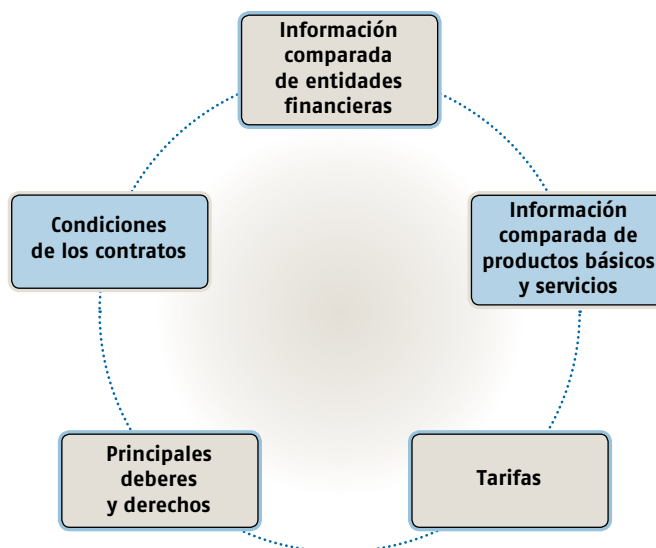 Información
comparada
de entidades
financieras
Condiciones
de los contratos
Información
comparada de
productos básicos
y servicios
Principales
deberes
y derechos
Tarifas